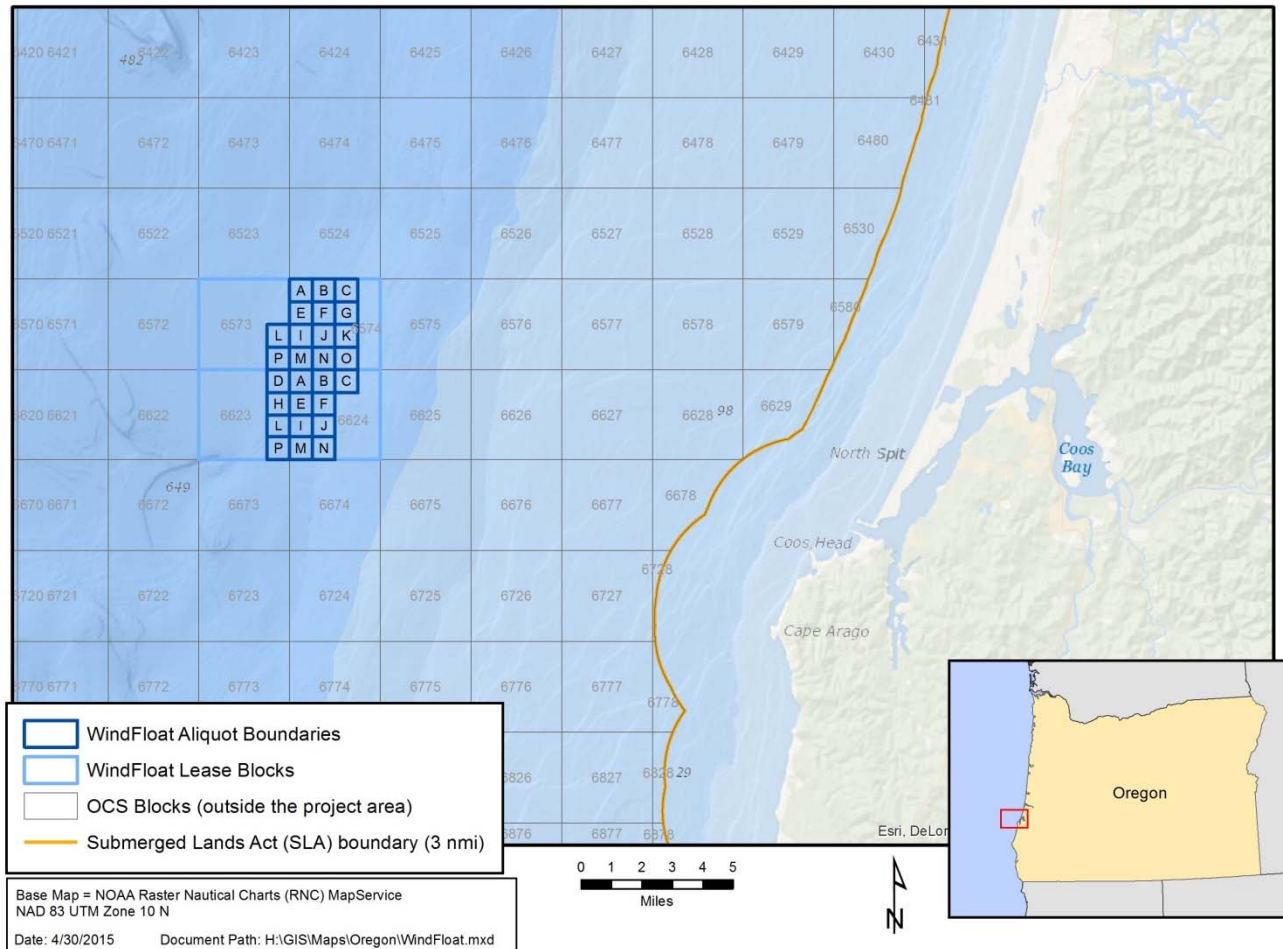 6420 6421 6422 6423 6424 6425 6426 6427 6428 6429 6430 6431
482
6481
6470 6471 6472 6473 6474 6475 6476 6477 6478 6479 6480
6520 6521 6522 6523 6524 6525 6526 6527 6528 6529 6530
A B C
E F G
6580
6570 6571 6572 6573 6574 6575 6576 6577 6578 6579
L I J K
P M N O
D A B C
H E F
6620 6621 6622 6623 6624 6625 6626 6627 6628 98 6629
L I J
P M N
North Spit
Coos
Bay
649
6670 6671 6672 6673 6674 6675 6676 6677 6678
Coos Head
6728
6720 6721 6722 6723 6724 6725 6726 6727
Cape Arago
6770 6771 6772 6773 6774 6775 6776 6777 6778
6826 6827 6828 29
6876 6877 6878
Esri, DeLor
WindFloat Aliquot Boundaries
WindFloat Lease Blocks
OCS Blocks (outside the project area)
Submerged Lands Act (SLA) boundary (3 nmi)
Base Map = NOAA Raster Nautical Charts (RNC) MapService
NAD 83 UTM Zone 10 N
Date: 4/30/2015 Document Path: H:\GIS\Maps\Oregon\WindFloat.mxd
0 1 2 3 4 5
Miles
N
Oregon